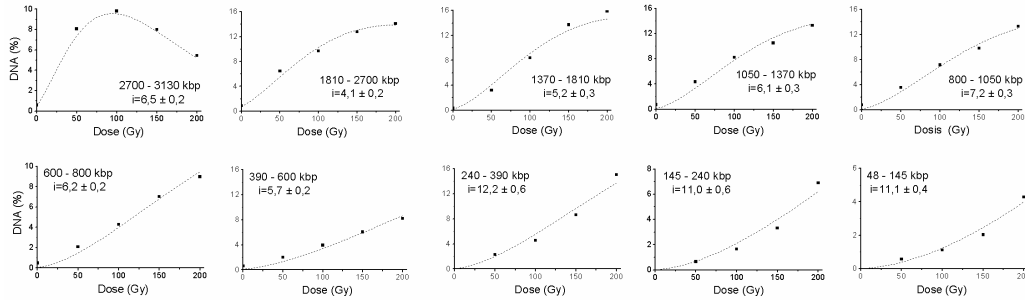 10
8
6
4
2
0
DNA (%)
2700 - 3130 kbp
i=6,5 ± 0,2
0 50 100 150 200
Dose (Gy)
16
12
8
4
0
1810 - 2700 kbp
i=4,1 ± 0,2
0 50 100 150 200
Dose (Gy)
16
12
8
4
0
1370 - 1810 kbp
i=5,2 ± 0,3
0 50 100 150 200
Dose (Gy)
16
12
8
4
0
1050 - 1370 kbp
i=6,1 ± 0,3
0 50 100 150 200
Dose (Gy)
16
12
8
4
0
800 - 1050 kbp
i=7,2 ± 0,3
0 50 100 150 200
Dosis (Gy)
10
8
6
4
2
0
DNA (%)
600 - 800 kbp
i=6,2 ± 0,2
0 50 100 150 200
Dose (Gy)
16
12
8
4
0
390 - 600 kbp
i=5,7 ± 0,2
0 50 100 150 200
Dose (Gy)
16
12
8
4
0
240 - 390 kbp
i=12,2 ± 0,6
0 50 100 150 200
Dose (Gy)
8
6
4
2
0
145 - 240 kbp
i=11,0 ± 0,6
0 50 100 150 200
Dose (Gy)
6
4
2
0
48 - 145 kbp
i=11,1 ± 0,4
0 50 100 150 200
Dose (Gy)